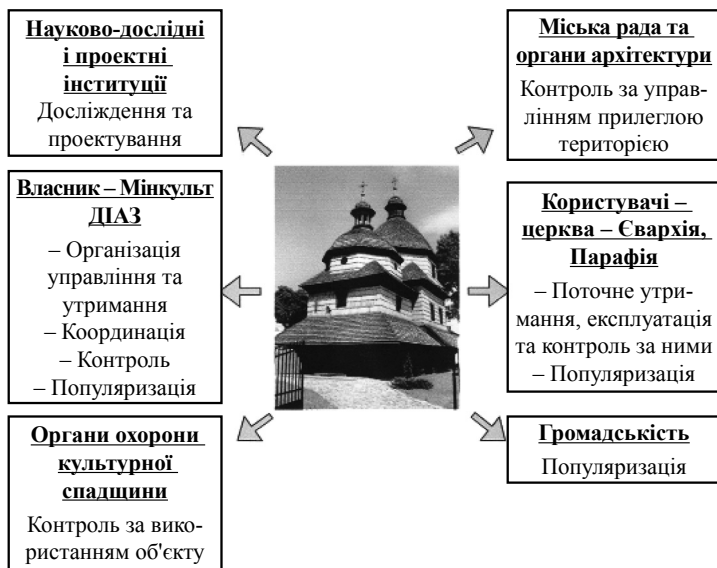 Науково-дослідні
і проектні
інституції
Досліждення та
проектування
Власник – Мінкульт
ДІАЗ
– Організація
управління та
утримання
– Координація
– Контроль
– Популяризація
Органи охорони
культурної
спадщини
Контроль за вико-
ристанням об'єкту
Міська рада та
органи архітектури
Контроль за управ-
лінням прилеглою
територією
Користувачі –
церква – Євархія,
Парафія
– Поточне утри-
мання, експлуатація
та контроль за ними
– Популяризація
Громадськість
Популяризація